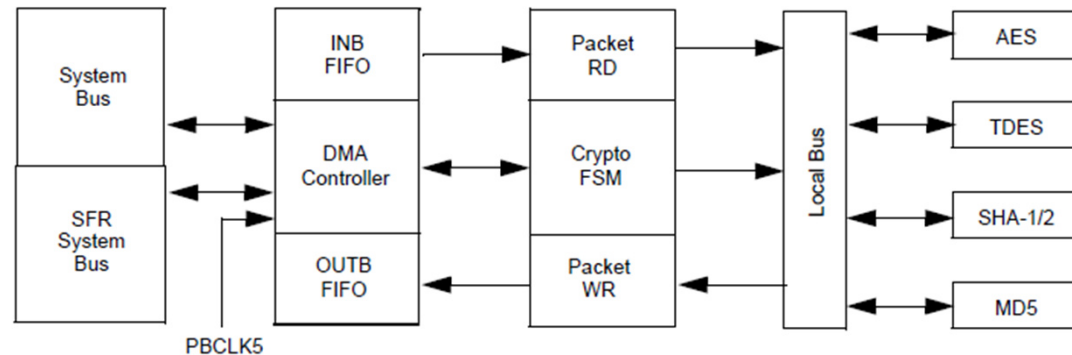 System
Bus
SFR
System
Bus
PBCLK5
INB
FIFO
DMA
Controller
OUTB
FIFO
Packet
RD
Crypto
FSM
Packet
WR
Local Bus
AES
TDES
SHA-1/2
MD5